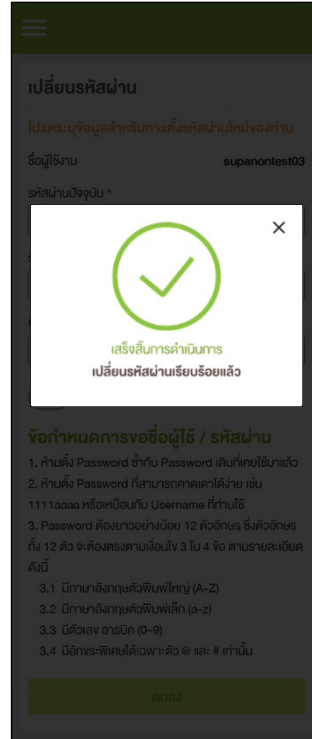 เปลี่ยนรหัสผ่าน
โปรดระบุข้อมูลสำหรับการตั้งรหัสผ่านใหม่ของท่าน
ชื่อผู้ใช้งาน supanontest03
รหัสผ่านปัจจุบัน *
เสร็จสิ้นการดำเนินการ
เปลี่ยนรหัสผ่านเรียบร้อยแล้ว
ข้อกำหนดการขอชื่อผู้ใช้ / รหัสผ่าน
1. ห้ามตั้ง Password ซ้ำกับ Password เดิมที่เคยใช้มาแล้ว
2. ห้ามตั้ง Password ที่สามารถคาดเดาได้ง่าย เช่น
1111aaaa หรือเหมือนกับ Username ที่ท่านใช้
3. Password ต้องยาวอย่างน้อย 12 ตัวอักษร ซึ่งตัวอักษร
ทั้ง 12 ตัว จะต้องตรงตามเงื่อนไข 3 ใน 4 ข้อ ตามรายละเอียด
ดังนี้
3.1 มีภาษาอังกฤษตัวพิมพ์ใหญ่ (A-Z)
3.2 มีภาษาอังกฤษตัวพิมพ์เล็ก (a-z)
3.3 มีตัวเลข อารบิค (0-9)
3.4 มีอักขระพิเศษได้เฉพาะตัว @ และ # เท่านั้น
ตกลง